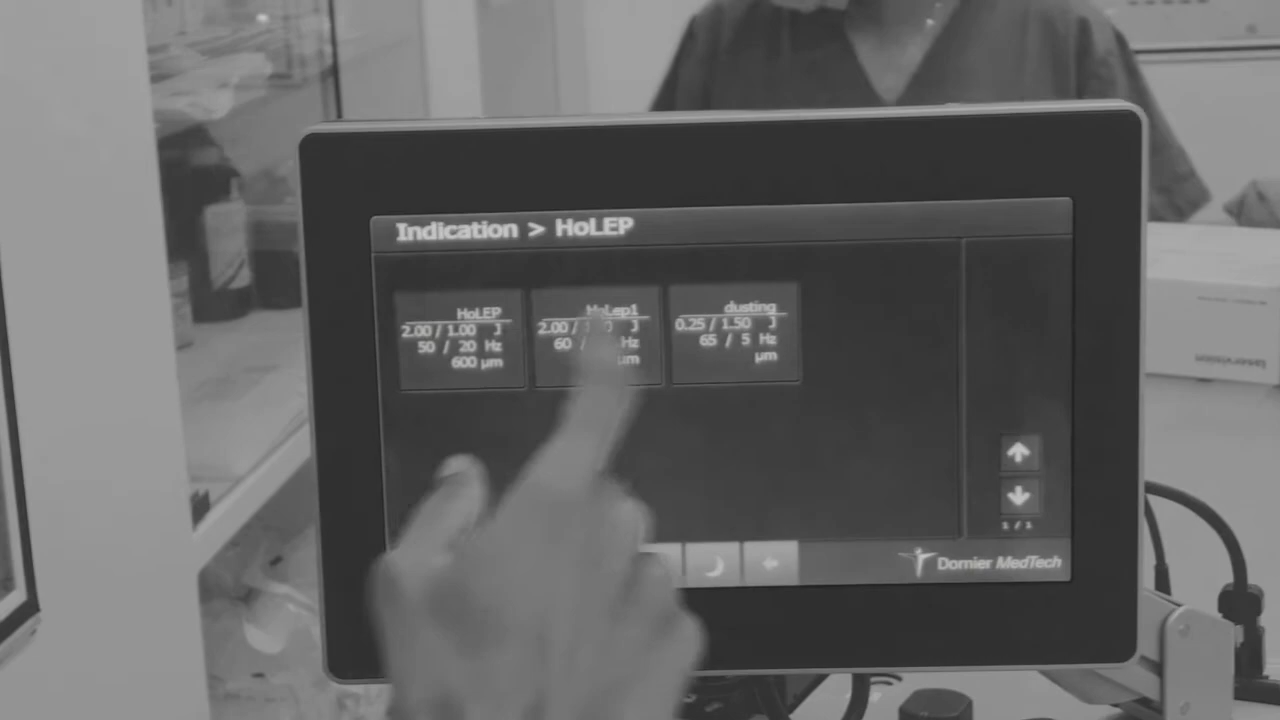 Indication > HoLEP
HoLEP
2.00 / 1.00 J
50 / 20 Hz
600 µm
HoLep1
2.00 / J
60 / Hz
µm
dusting
0.25 / 1.50 J
65 / 5 Hz
µm
1 / 1
Dornier MedTech
laservision